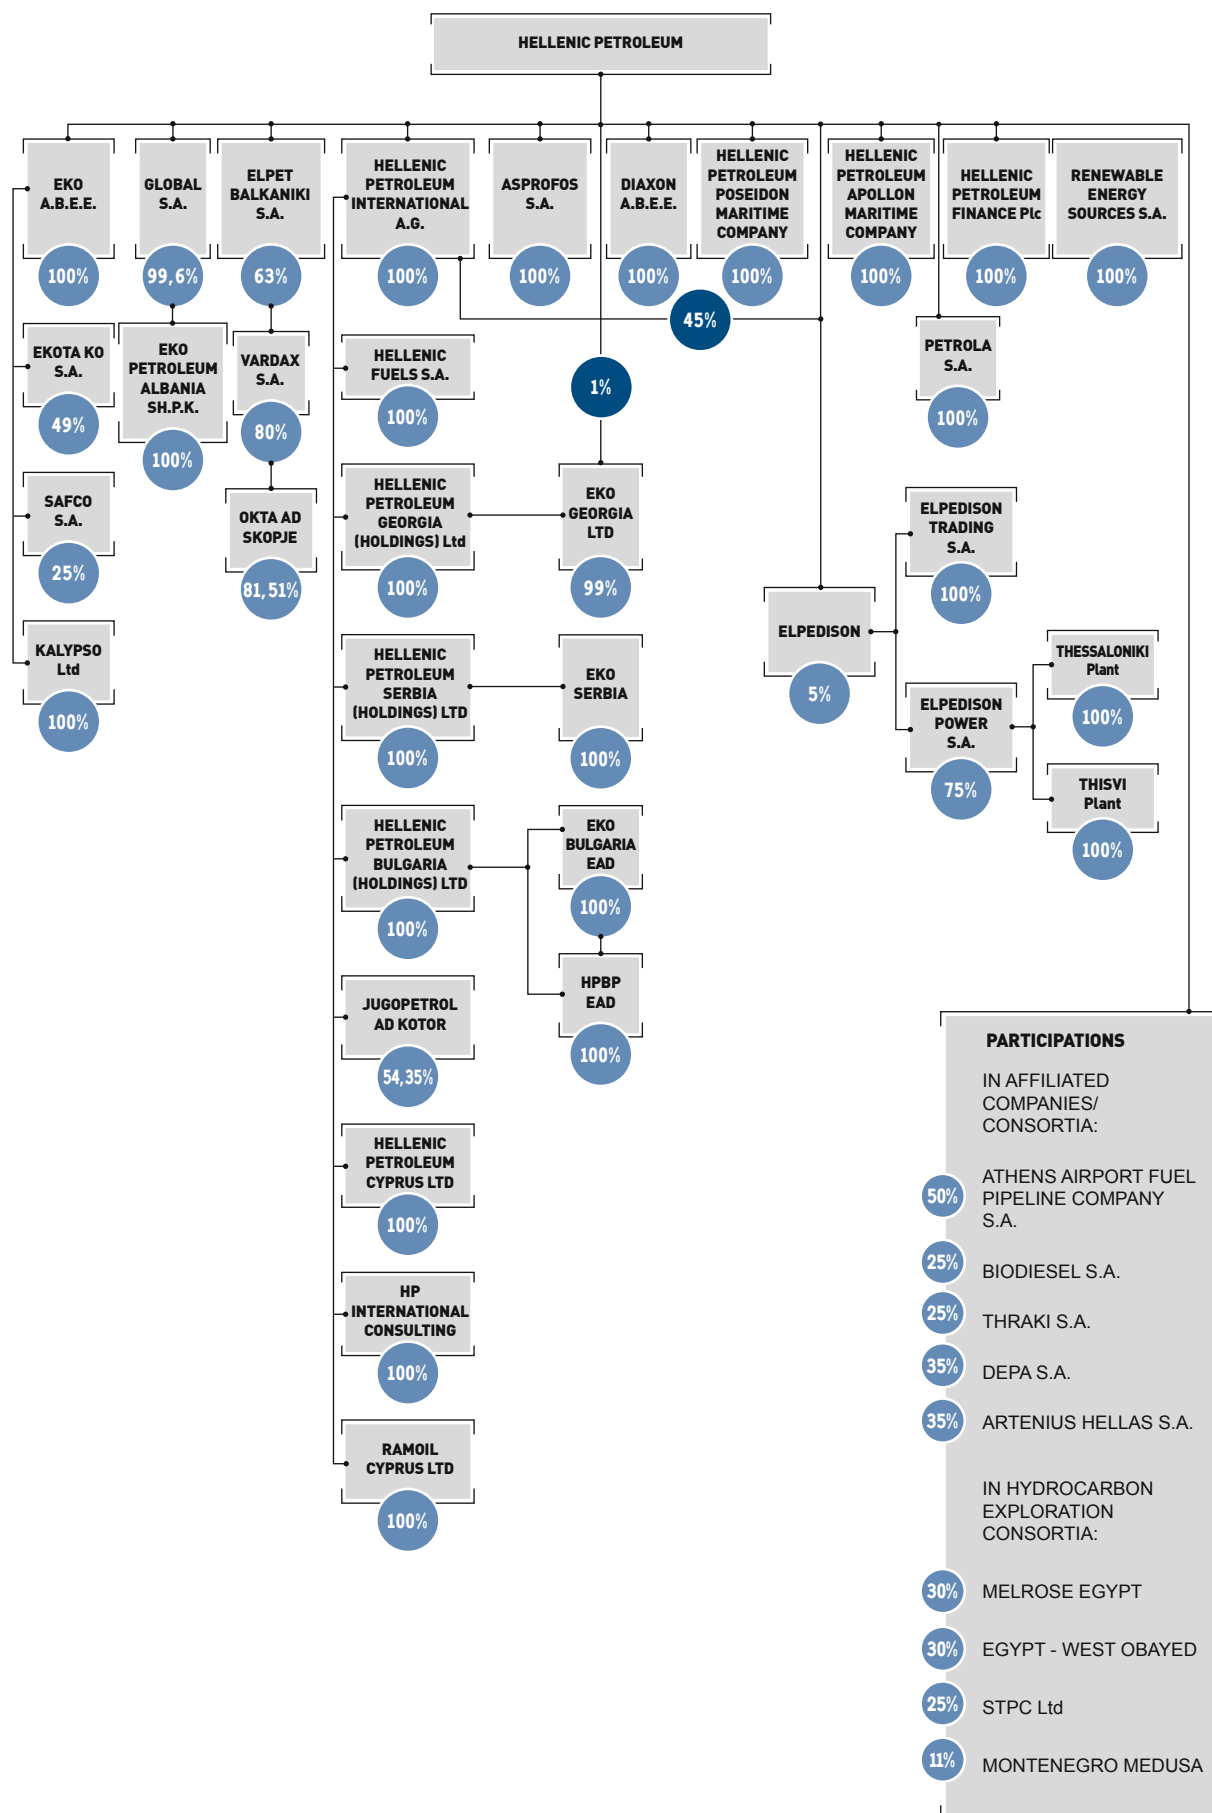 HELLENIC PETROLEUM
EKO
A.B.E.E.
100%
GLOBAL
S.A.
99,6%
ELPET
BALKANIKI
S.A.
63%
HELLENIC
PETROLEUM
INTERNATIONAL
A.G.
100%
ASPROFOS
S.A.
100%
DIAXON
A.B.E.E.
100%
HELLENIC
PETROLEUM
POSEIDON
MARITIME
COMPANY
100%
HELLENIC
PETROLEUM
APOLLON
MARITIME
COMPANY
100%
HELLENIC
PETROLEUM
FINANCE Plc
100%
RENEWABLE
ENERGY
SOURCES S.A.
100%
45%
1%
EKOTA KO
S.A.
49%
EKO
PETROLEUM
ALBANIA
SH.P.K.
100%
VARDAX
S.A.
80%
HELLENIC
FUELS S.A.
100%
PETROLA
S.A.
100%
SAFCO
S.A.
25%
OKTA AD
SKOPJE
81,51%
HELLENIC
PETROLEUM
GEORGIA
(HOLDINGS) Ltd
100%
EKO
GEORGIA
LTD
99%
ELPEDISON
TRADING
S.A.
100%
ELPEDISON
5%
KALYPSO
Ltd
100%
HELLENIC
PETROLEUM
SERBIA
(HOLDINGS) LTD
100%
EKO
SERBIA
100%
ELPEDISON
POWER
S.A.
75%
THESSALONIKI
Plant
100%
THISVI
Plant
100%
HELLENIC
PETROLEUM
BULGARIA
(HOLDINGS) LTD
100%
EKO
BULGARIA
EAD
100%
HPBP
EAD
100%
JUGOPETROL
AD KOTOR
54,35%
HELLENIC
PETROLEUM
CYPRUS LTD
100%
HP
INTERNATIONAL
CONSULTING
100%
RAMOIL
CYPRUS LTD
100%
PARTICIPATIONS
IN AFFILIATED
COMPANIES/
CONSORTIA:
50% ATHENS AIRPORT FUEL
PIPELINE COMPANY
S.A.
25% BIODIESEL S.A.
25% THRAKI S.A.
35% DEPA S.A.
35% ARTENIUS HELLAS S.A.
IN HYDROCARBON
EXPLORATION
CONSORTIA:
30% MELROSE EGYPT
30% EGYPT - WEST OBAYED
25% STPC Ltd
11% MONTENEGRO MEDUSA